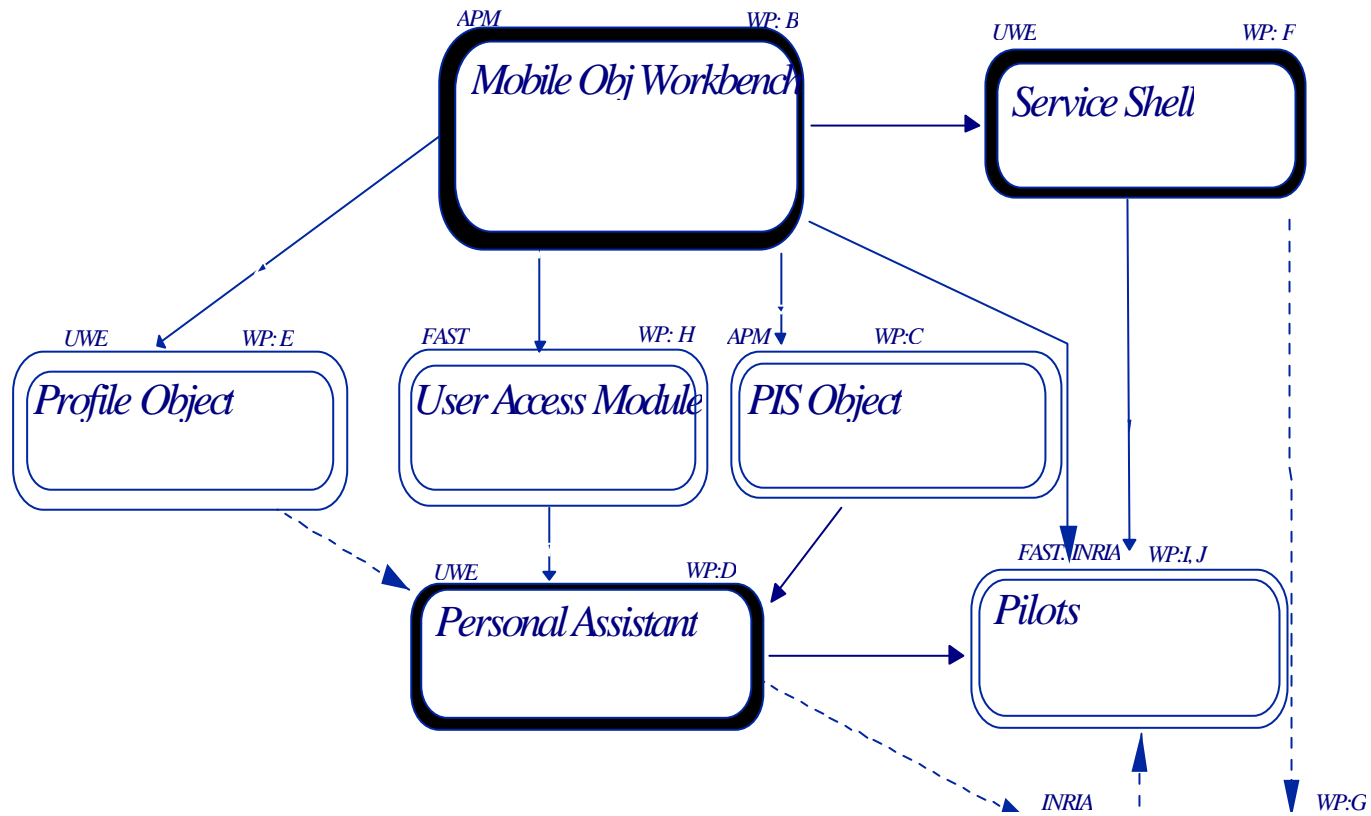 APM WP: B
UWE WP: F
Mobile Obj Workbench
Service Shell
UWE WP: E
FAST WP: H
APM WP:C
Profile Object
User Access Module
PIS Object
FAST. INRIA WP:I, J
UWE WP:D
Personal Assistant
Pilots
INRIA WP:G